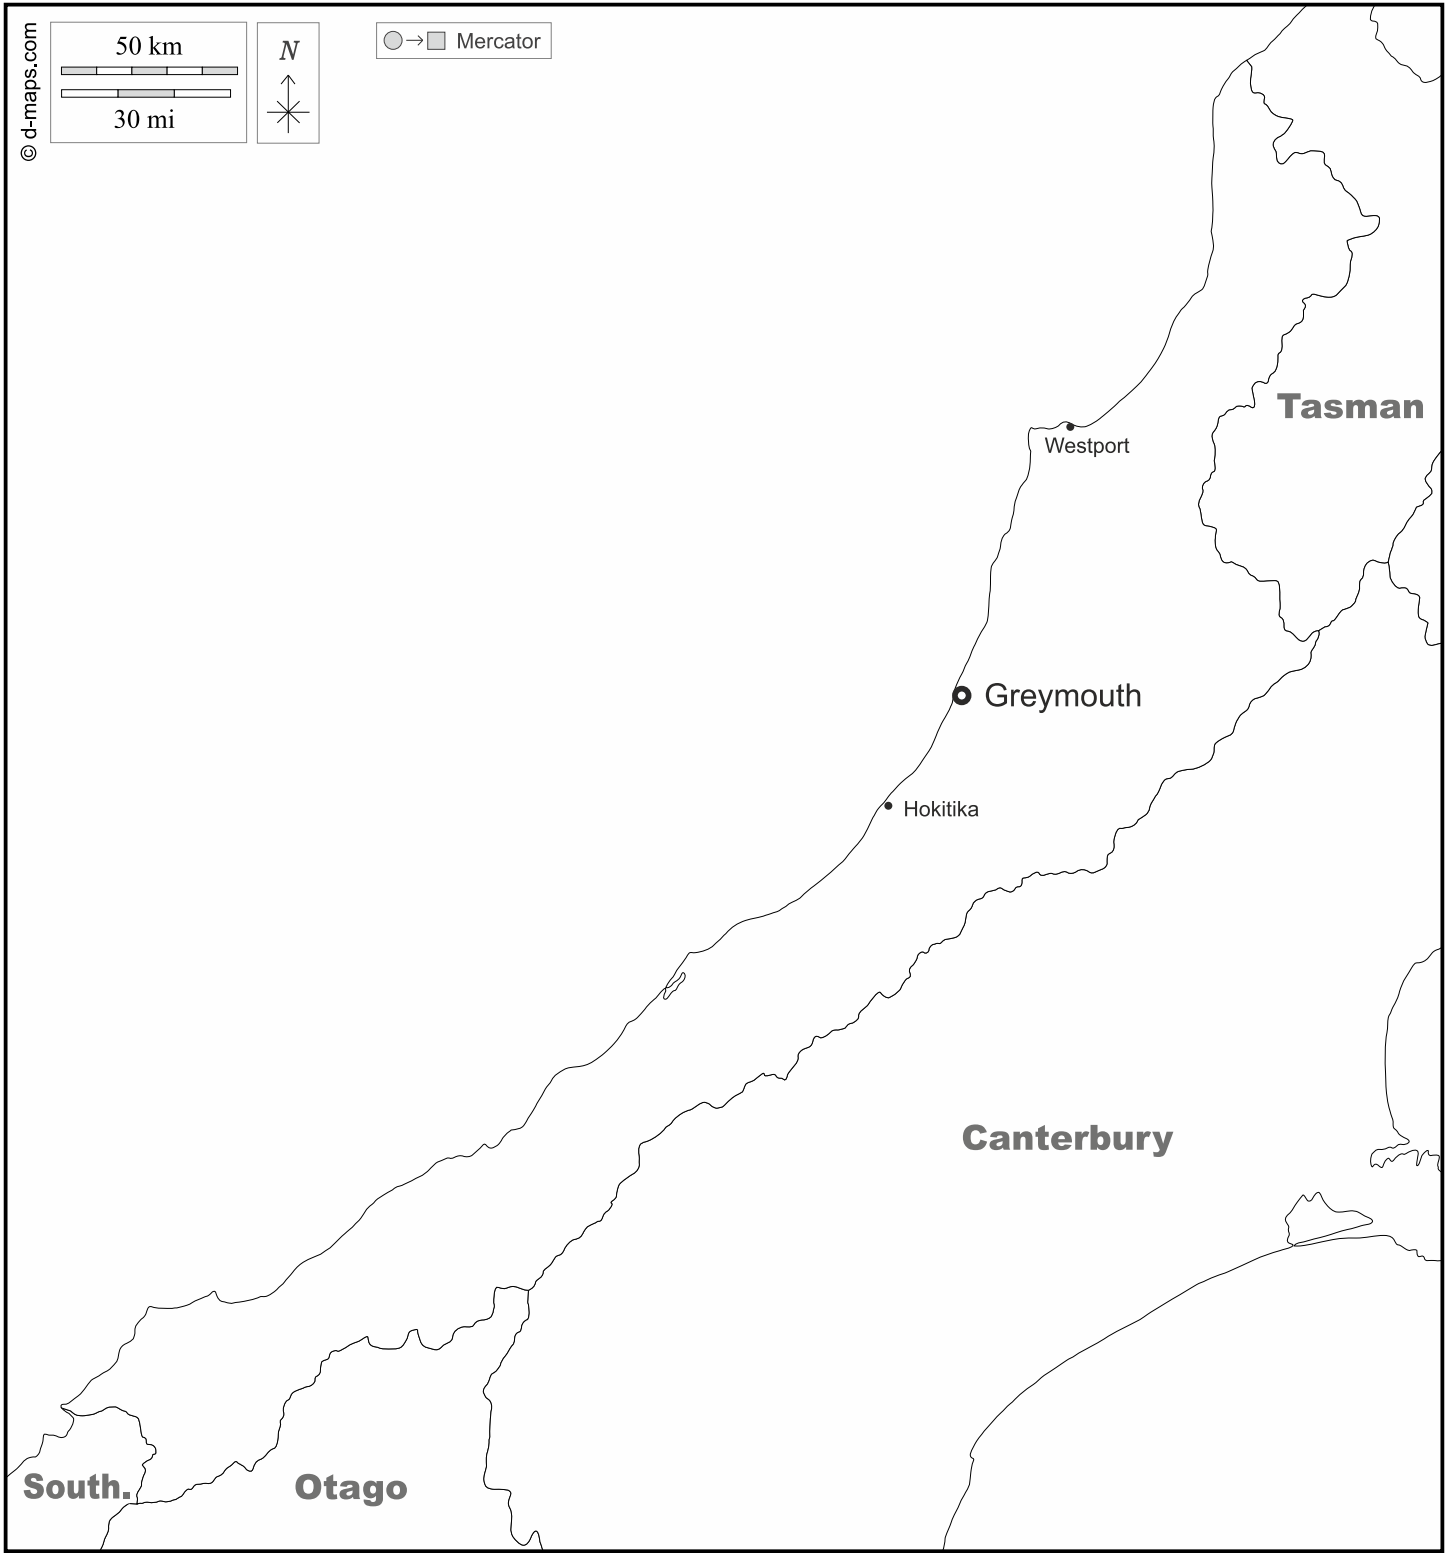 © d-maps.com
50 km
30 mi
N
Mercator
Tasman
Westport
Greymouth
Hokitika
Canterbury
South.
Otago